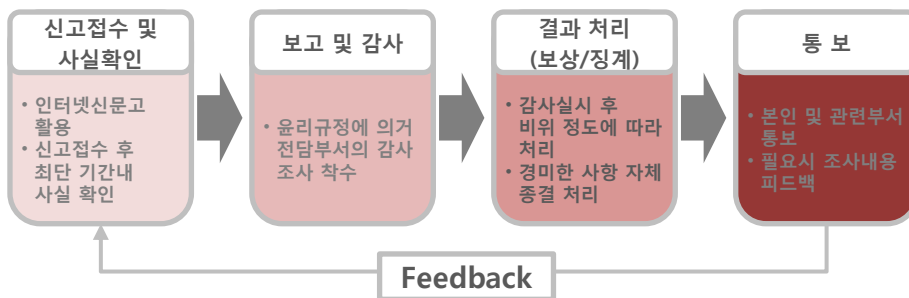 신고접수 및
사실확인
• 인터넷신문고
활용
• 신고접수 후
최단 기간내
사실 확인
보고 및 감사
• 윤리규정에 의거
전담부서의 감사
조사 착수
결과 처리
(보상/징계)
• 감사실시 후
비위 정도에 따라
처리
• 경미한 사항 자체
종결 처리
통 보
• 본인 및 관련부서
통보
• 필요시 조사내용
피드백
Feedback